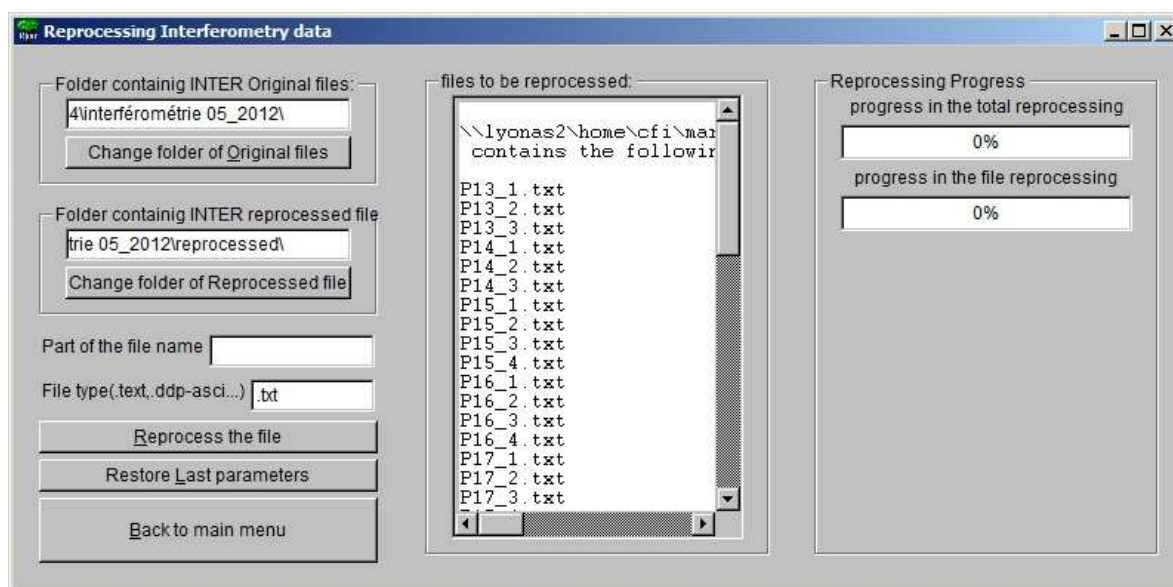 Reprocessing Interferometry data
Folder containig INTER Original files:
4\interférométrie 05_2012\
Change folder of Original files
Folder containig INTER reprocessed file
trie 05_2012\reprocessed\
Change folder of Reprocessed file
Part of the file name
File type(.text,.ddp-asci...) .txt
Reprocess the file
Restore Last parameters
Back to main menu
files to be reprocessed:
\\lyonas2\home\cfi\mar
contains the followin
P13_1.txt
P13_2.txt
P13_3.txt
P14_1.txt
P14_2.txt
P14_3.txt
P15_1.txt
P15_2.txt
P15_3.txt
P15_4.txt
P16_1.txt
P16_2.txt
P16_3.txt
P16_4.txt
P17_1.txt
P17_2.txt
P17_3.txt
Reprocessing Progress
progress in the total reprocessing
0%
progress in the file reprocessing
0%